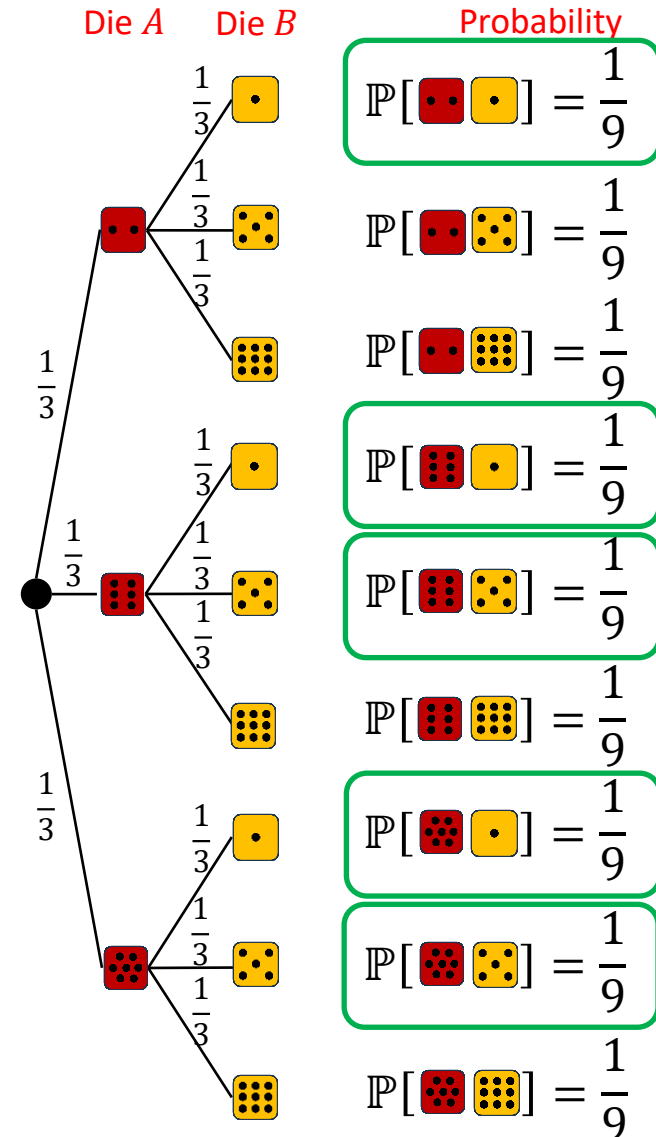 Die A Die B Probability
1/3
ℙ[ ] = 1/9
1/3
ℙ[ ] = 1/9
1/3
ℙ[ ] = 1/9
1/3
1/3
ℙ[ ] = 1/9
1/3
1/3
ℙ[ ] = 1/9
1/3
ℙ[ ] = 1/9
1/3
1/3
ℙ[ ] = 1/9
1/3
ℙ[ ] = 1/9
1/3
ℙ[ ] = 1/9